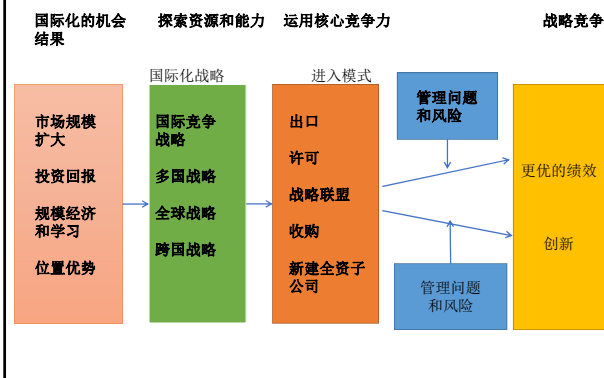 国际化的机会
结果
探索资源和能力
运用核心竞争力
战略竞争
国际化战略
进入模式
市场规模
扩大
投资回报
规模经济
和学习
位置优势
国际竞争
战略
多国战略
全球战略
跨国战略
出口
许可
战略联盟
收购
新建全资子
公司
管理问题
和风险
管理问题
和风险
更优的绩效
创新